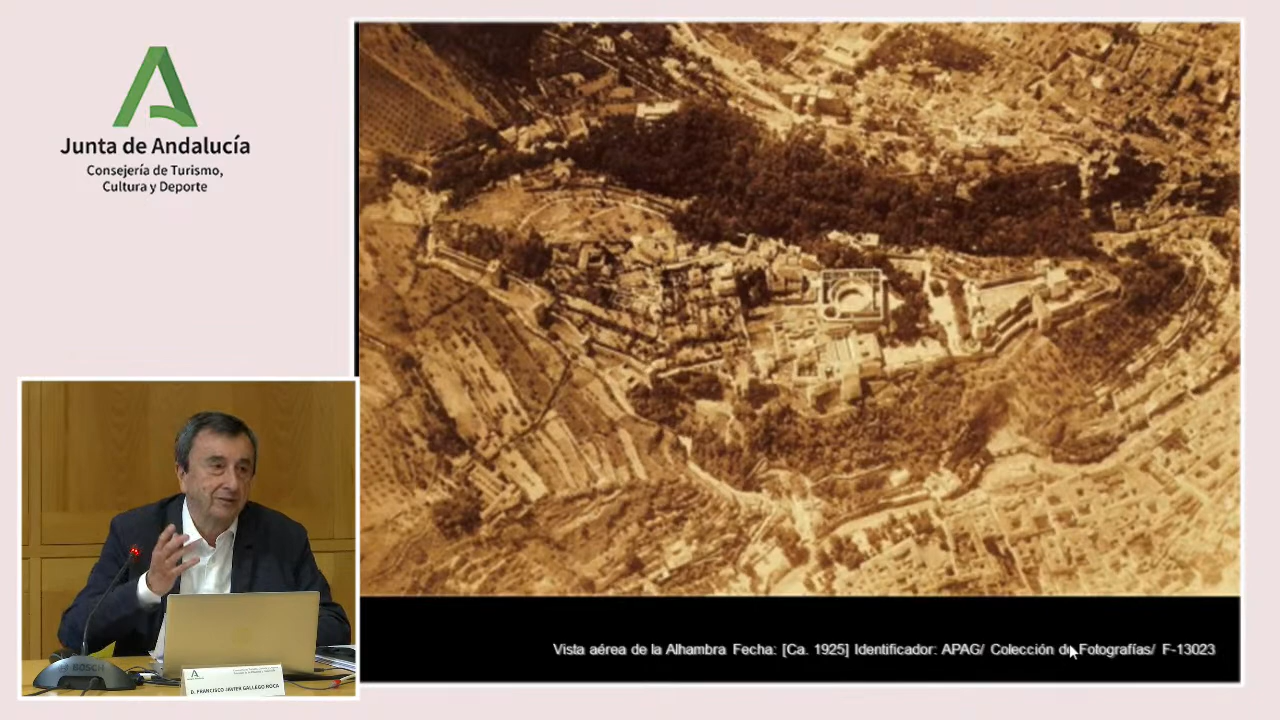 Junta de Andalucía
Consejería de Turismo,
Cultura y Deporte
BOSCH
D. FRANCISCO JAVIER GALLEGO ROCA
Vista aérea de la Alhambra Fecha: [Ca. 1925] Identificador: APAG/ Colección de Fotografías/ F-13023